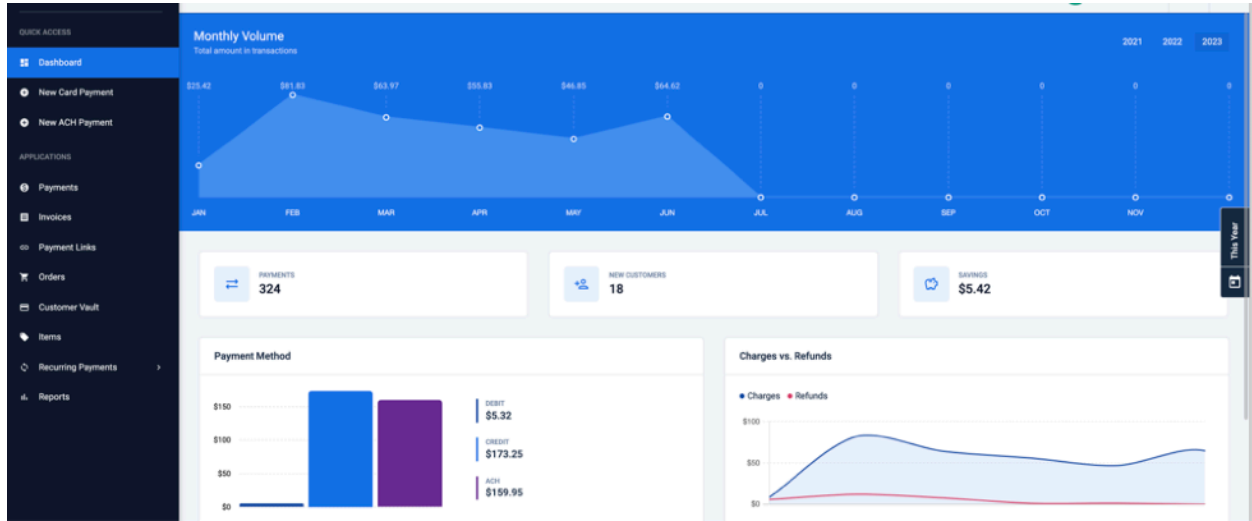 QUICK ACCESS
Dashboard
New Card Payment
New ACH Payment
APPLICATIONS
Payments
Invoices
Payment Links
Orders
Customer Vault
Items
Recurring Payments
Reports
Monthly Volume
Total amount in transactions
2021 2022 2023
$25.42 $81.83 $63.97 $55.83 $46.85 $64.62 0 0 0 0 0 0
JAN FEB MAR APR MAY JUN JUL AUG SEP OCT NOV
This Year
PAYMENTS
324
NEW CUSTOMERS
18
SAVINGS
$5.42
Payment Method
$150
$100
$50
$0
DEBIT
$5.32
CREDIT
$173.25
ACH
$159.95
Charges vs. Refunds
Charges Refunds
$100
$50
$0